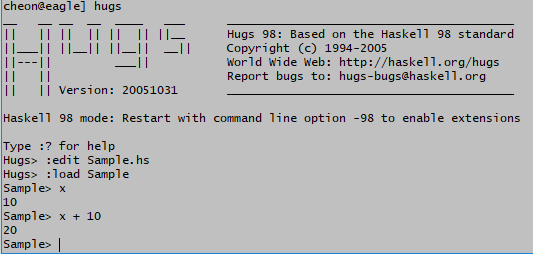 cheon@eagle] hugs
__   __ __  __  ____   ___      _________________________________________
||   || ||  || ||  || ||__      Hugs 98: Based on the Haskell 98 standard
||___|| ||__|| ||__||  __||     Copyright (c) 1994-2005
||---||         ___||           World Wide Web: http://haskell.org/hugs
||   ||                         Report bugs to: hugs-bugs@haskell.org
||   || Version: 20051031       _________________________________________
Haskell 98 mode: Restart with command line option -98 to enable extensions
Type :? for help
Hugs> :edit Sample.hs
Hugs> :load Sample
Sample> x
10
Sample> x + 10
20
Sample> |